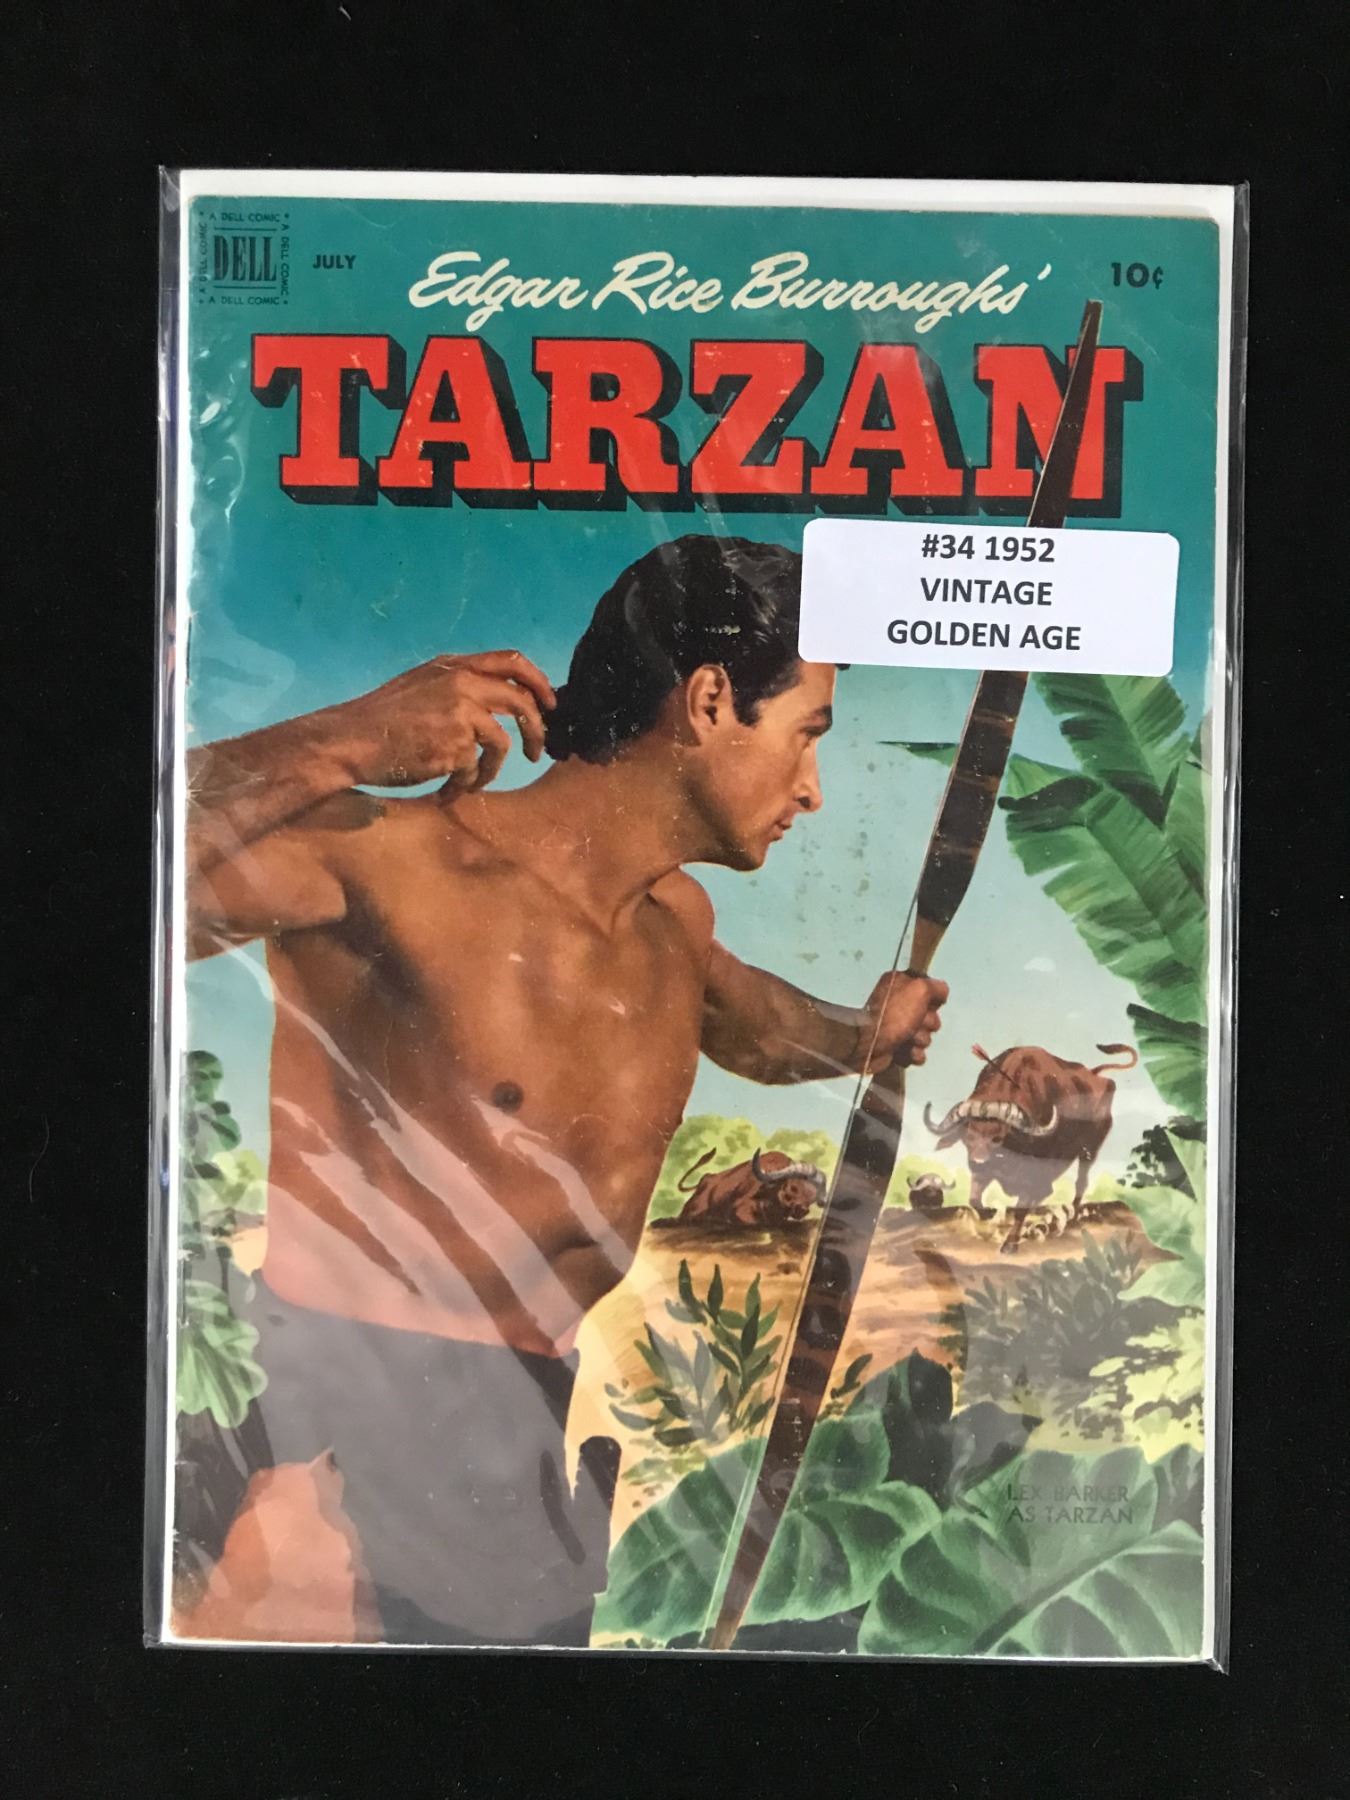 A DELL COMIC
A DELL COMIC
DELL
A DELL COMIC
A DELL COMIC
JULY
Edgar Rice Burroughs'
10¢
TARZAN
#34 1952
VINTAGE
GOLDEN AGE
LEX BARKER
AS TARZAN